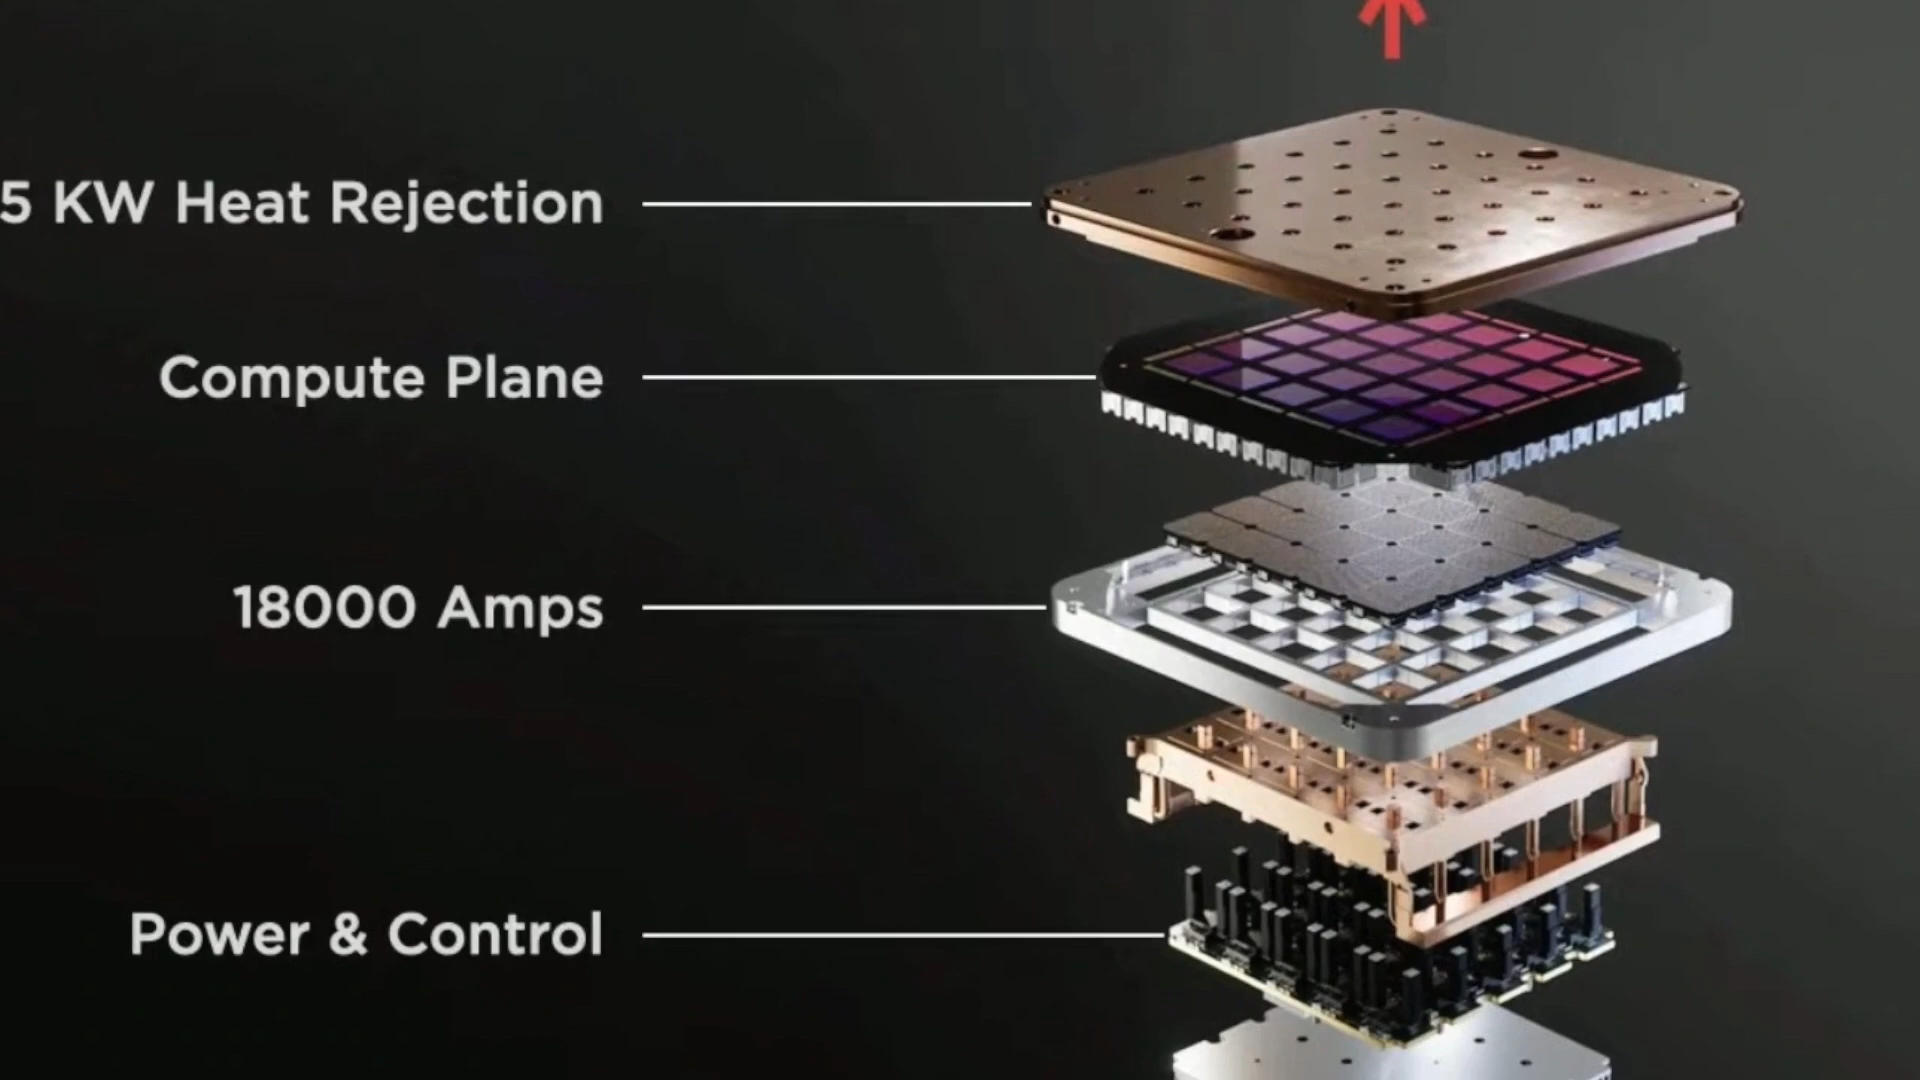 5 KW Heat Rejection
Compute Plane
18000 Amps
Power & Control